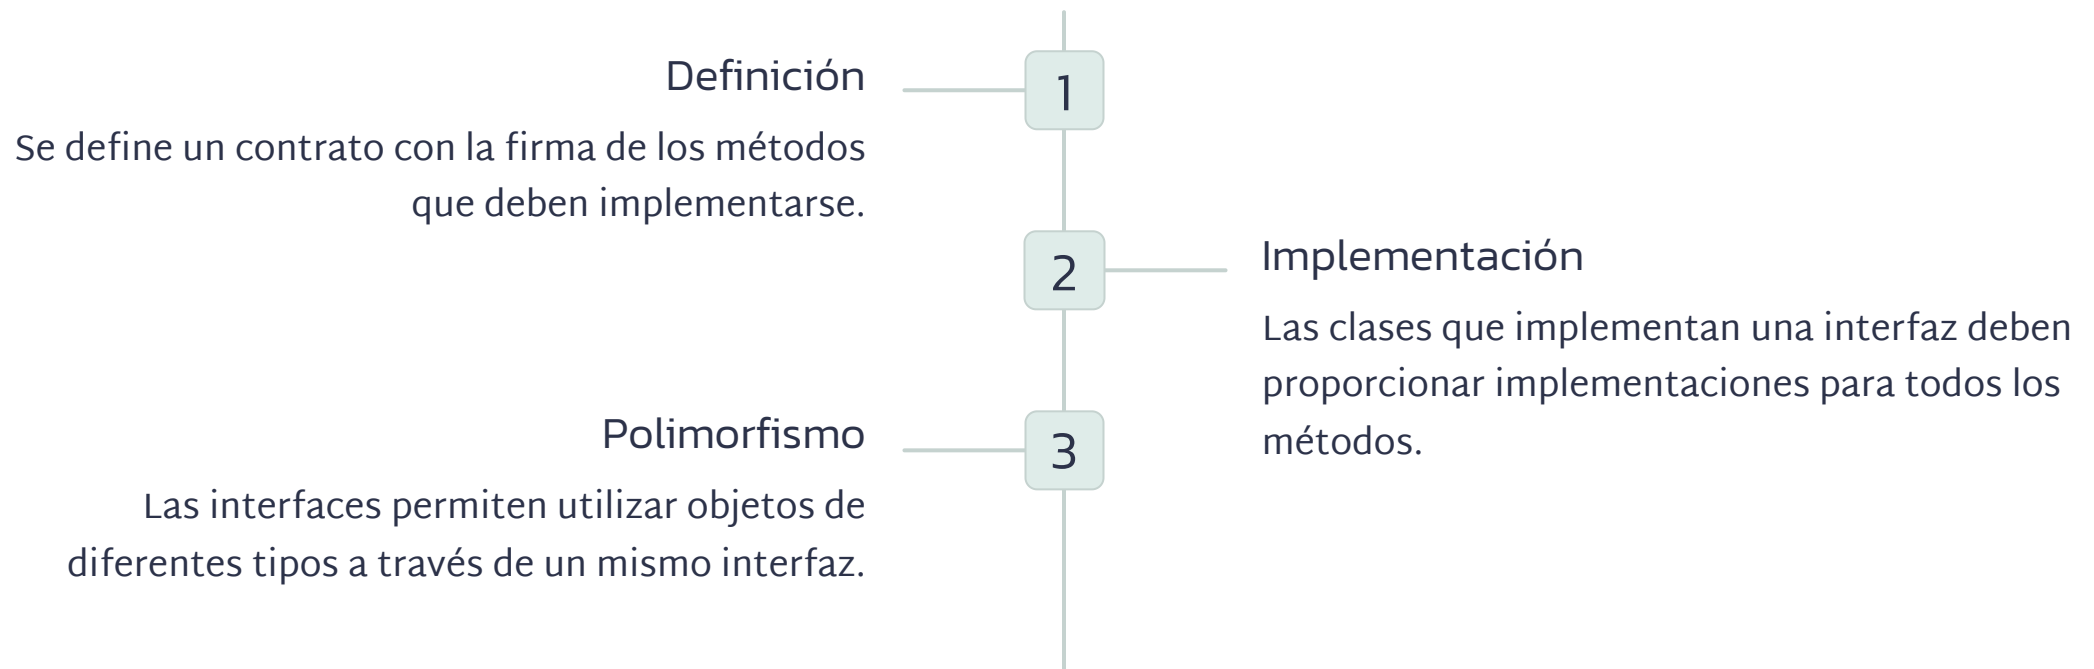 1
Definición
Se define un contrato con la firma de los métodos
que deben implementarse.
2
Implementación
Las clases que implementan una interfaz deben
proporcionar implementaciones para todos los
métodos.
3
Polimorfismo
Las interfaces permiten utilizar objetos de
diferentes tipos a través de un mismo interfaz.